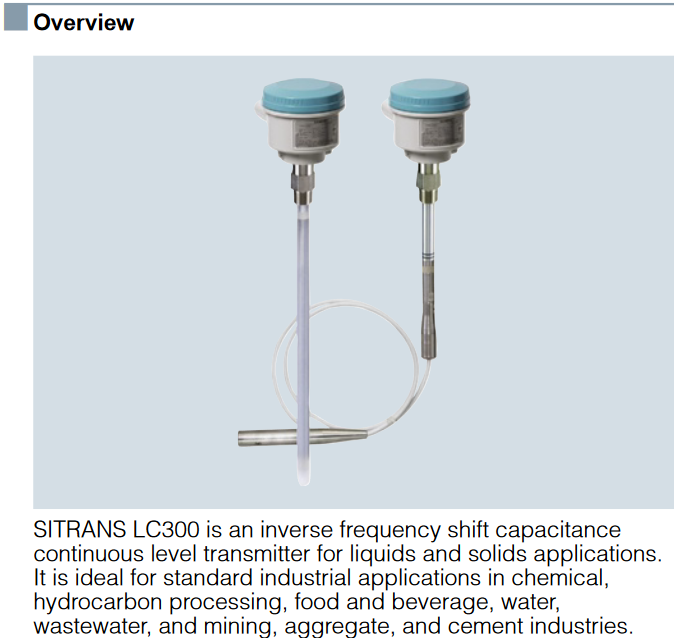 Overview
SITRANS LC300 is an inverse frequency shift capacitance
continuous level transmitter for liquids and solids applications.
It is ideal for standard industrial applications in chemical,
hydrocarbon processing, food and beverage, water,
wastewater, and mining, aggregate, and cement industries.